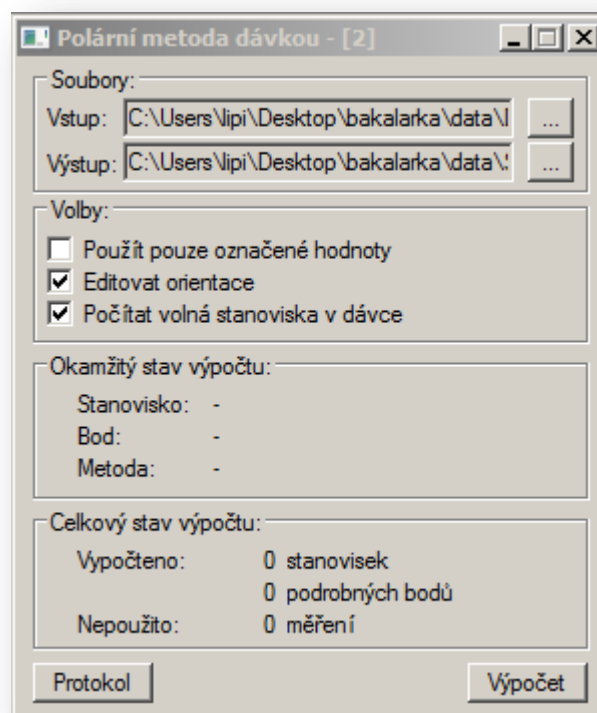 Polární metoda dávkou - [2]
Soubory:
Vstup: C:\Users\lipi\Desktop\bakalarka\data\ ...
Výstup: C:\Users\lipi\Desktop\bakalarka\data\ ...
Volby:
Použít pouze označené hodnoty
Editovat orientace
Počítat volná stanoviska v dávce
Okamžitý stav výpočtu:
Stanovisko: -
Bod: -
Metoda: -
Celkový stav výpočtu:
Vypočteno: 0 stanovisek
0 podrobných bodů
Nepoužito: 0 měření
Protokol Výpočet